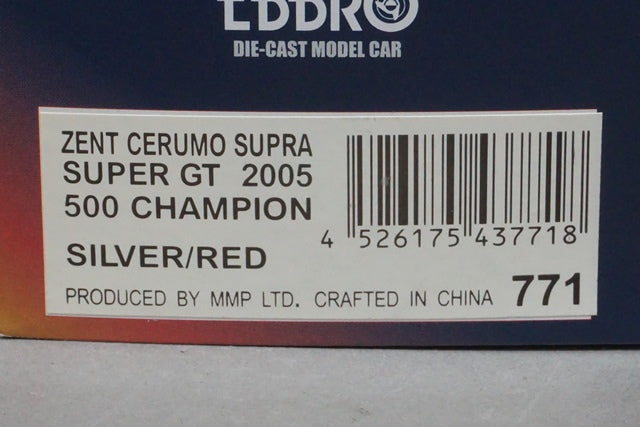 EBBRO
DIE-CAST MODEL CAR
ZENT CERUMO SUPRA
SUPER GT 2005
500 CHAMPION
SILVER/RED
4 526175 437718
PRODUCED BY MMP LTD. CRAFTED IN CHINA 771